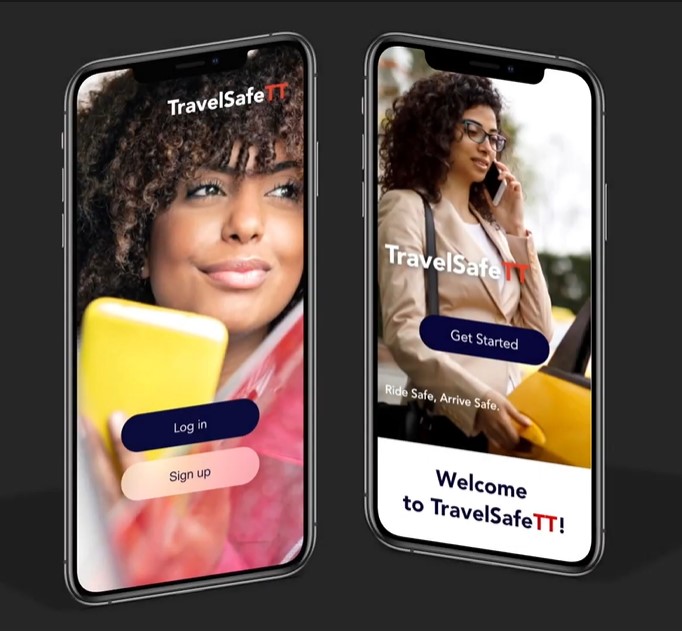 TravelSafeTT
Log in
Sign up
TravelSafeTT
Get Started
Ride Safe, Arrive Safe.
Welcome
to TravelSafeTT!